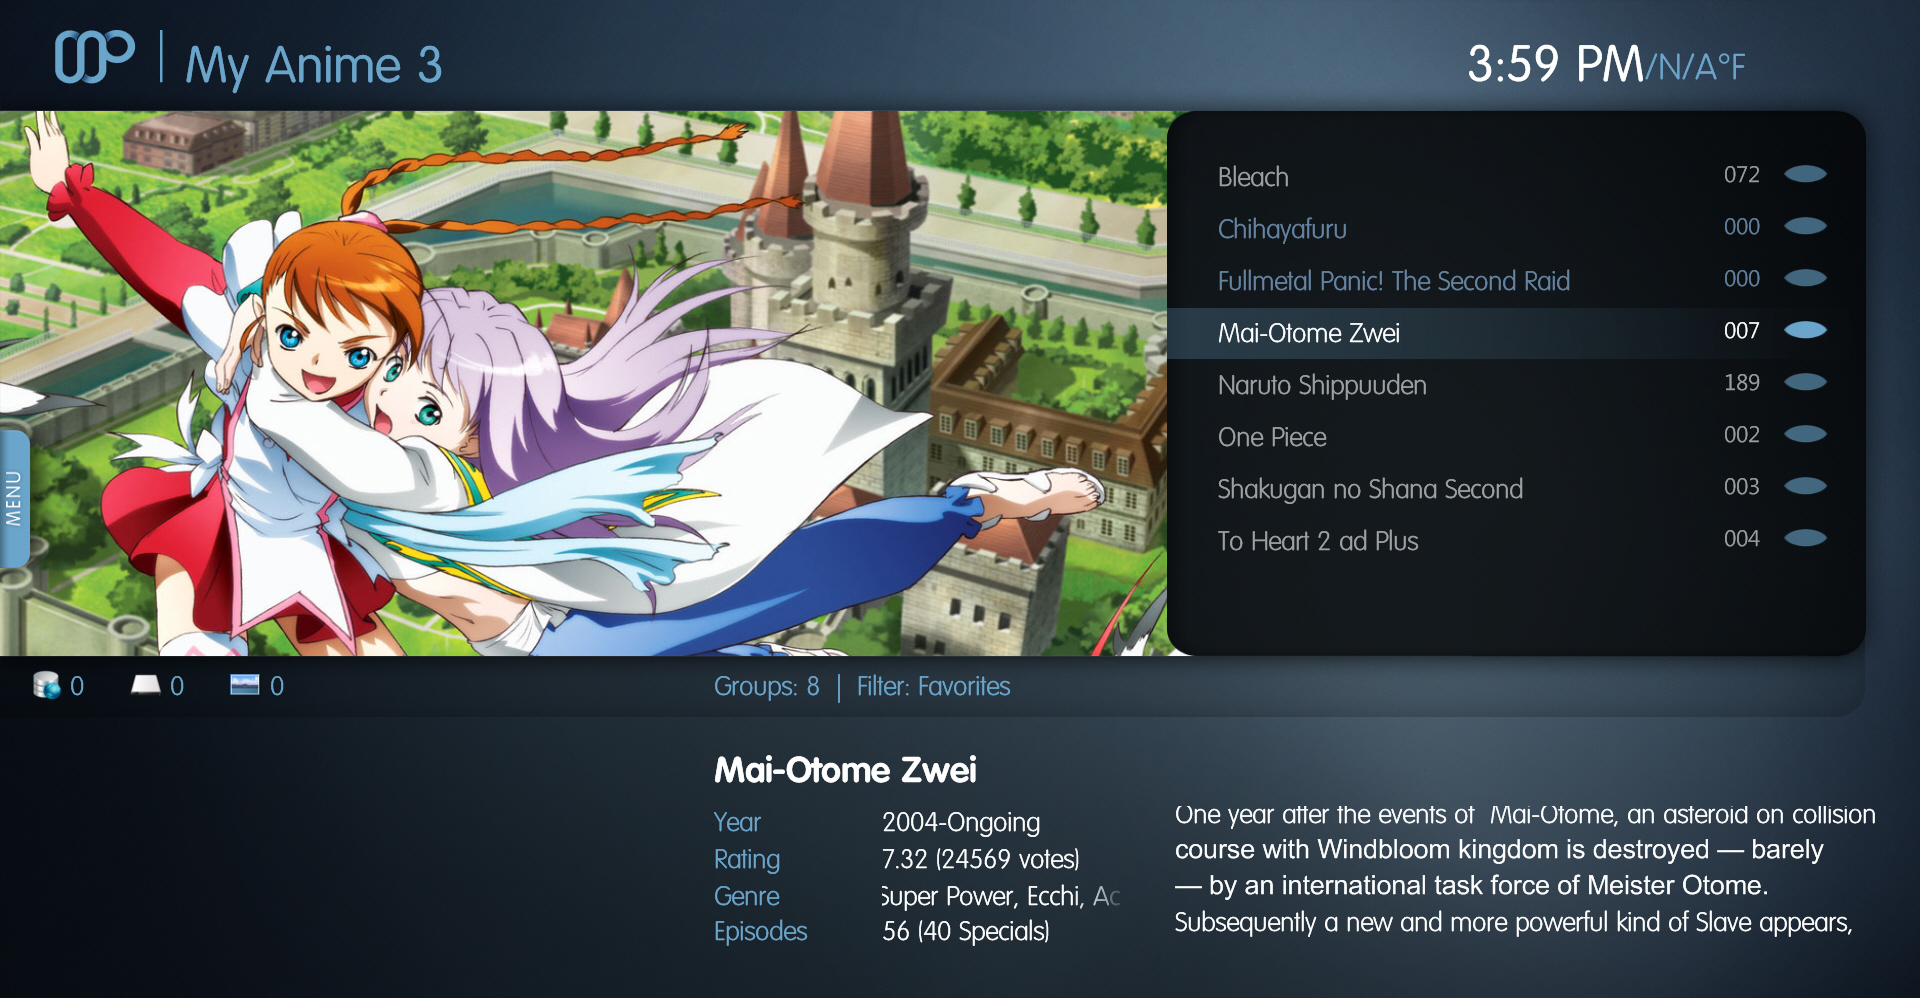 My Anime 3
3:59 PM/N/A°F
Bleach 072
Chihayafuru 000
Fullmetal Panic! The Second Raid 000
Mai-Otome Zwei 007
Naruto Shippuuden 189
One Piece 002
Shakugan no Shana Second 003
To Heart 2 ad Plus 004
MENU
0 0 0
Groups: 8 | Filter: Favorites
Mai-Otome Zwei
Year 2004-Ongoing
Rating 7.32 (24569 votes)
Genre Super Power, Ecchi, Ac
Episodes 56 (40 Specials)
One year after the events of Mai-Otome, an asteroid on collision
course with Windbloom kingdom is destroyed — barely
— by an international task force of Meister Otome.
Subsequently a new and more powerful kind of Slave appears,